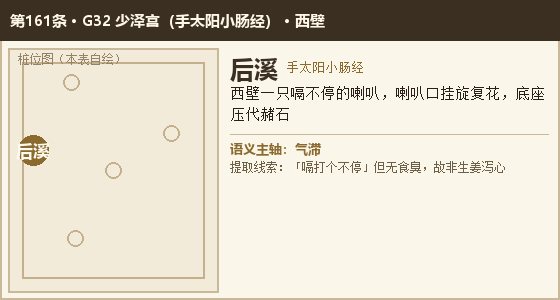 第161条·G32 少泽宫（手太阳小肠经）·西壁
桩位图（本表自绘）
后溪
后溪 手太阳小肠经
西壁一只嗝不停的喇叭，喇叭口挂旋复花，底座
压代赭石
语义主轴：气滞
提取线索：「嗝打个不停」但无食臭，故非生姜泻心